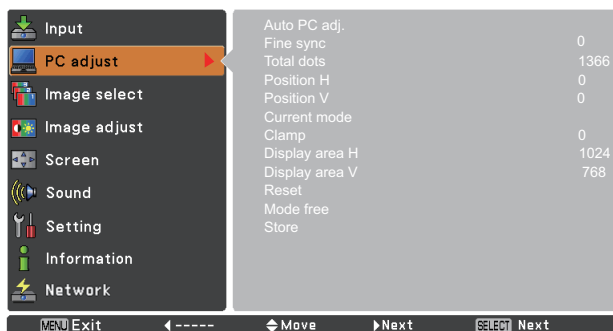 Input
PC adjust
Image select
Image adjust
Screen
Sound
Setting
Information
Network
Auto PC adj.
Fine sync 0
Total dots 1366
Position H 0
Position V 0
Current mode
Clamp 0
Display area H 1024
Display area V 768
Reset
Mode free
Store
MENU Exit ----- Move Next SELECT Next